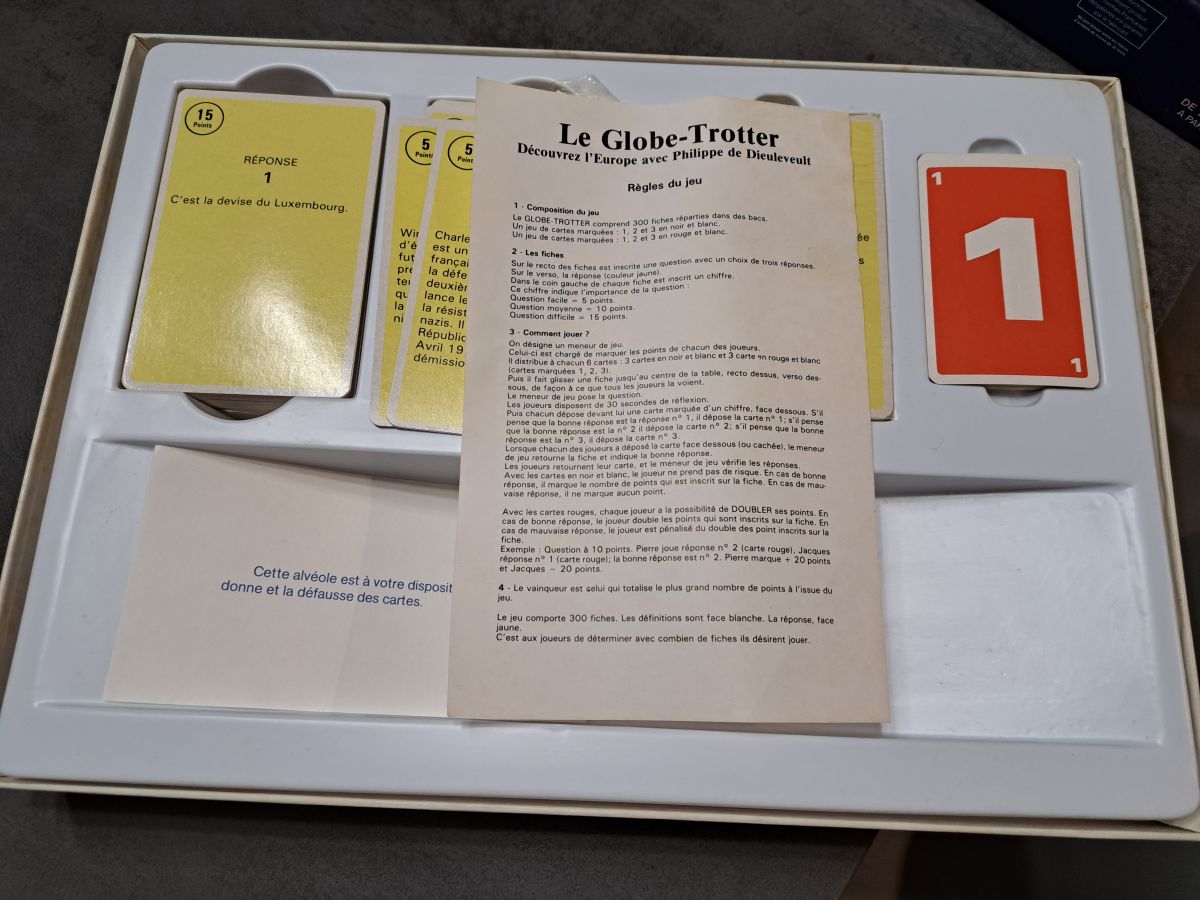 15
Points
RÉPONSE
1
C'est la devise du Luxembourg.
5
Points
5
Charle
est un
françai
la défe
deuxièm
lance le
la résist
nazis. Il
Républi
Avril 19
démissio
Le Globe-Trotter
Découvrez l'Europe avec Philippe de Dieuleveult
Règles du jeu
1 - Composition du jeu
Le GLOBE-TROTTER comprend 300 fiches réparties dans des bacs.
Un jeu de cartes marquées : 1, 2 et 3 en noir et blanc.
Un jeu de cartes marquées : 1, 2 et 3 en rouge et blanc.
2 - Les fiches
Sur le recto des fiches est inscrite une question avec un choix de trois réponses.
Sur le verso, la réponse (couleur jaune).
Dans le coin gauche de chaque fiche est inscrit un chiffre.
Ce chiffre indique l'importance de la question :
Question facile = 5 points.
Question moyenne = 10 points.
Question difficile = 15 points.
3 - Comment jouer ?
On désigne un meneur de jeu.
Celui-ci est chargé de marquer les points de chacun des joueurs.
Il distribue à chacun 6 cartes : 3 cartes en noir et blanc et 3 carte en rouge et blanc
(cartes marquées 1, 2, 3).
Puis il fait glisser une fiche jusqu'au centre de la table, recto dessus, verso des-
sous, de façon à ce que tous les joueurs la voient.
Le meneur de jeu pose la question.
Les joueurs disposent de 30 secondes de réflexion.
Puis chacun dépose devant lui une carte marquée d'un chiffre, face dessous. S'il
pense que la bonne réponse est la réponse n° 1, il dépose la carte n° 1; s'il pense
que la bonne réponse est la n° 2 il dépose la carte n° 2; s'il pense que la bonne
réponse est la n° 3, il dépose la carte n° 3.
Lorsque chacun des joueurs a déposé la carte face dessous (ou cachée), le meneur
de jeu retourne la fiche et indique la bonne réponse.
Les joueurs retournent leur carte, et le meneur de jeu vérifie les réponses.
Avec les cartes en noir et blanc, le joueur ne prend pas de risque. En cas de bonne
réponse, il marque le nombre de points qui est inscrit sur la fiche. En cas de mau-
vaise réponse, il ne marque aucun point.
Avec les cartes rouges, chaque joueur a la possibilité de DOUBLER ses points. En
cas de bonne réponse, le joueur double les points qui sont inscrits sur la fiche. En
cas de mauvaise réponse, le joueur est pénalisé du double des point inscrits sur la
fiche.
Exemple : Question à 10 points. Pierre joue réponse n° 2 (carte rouge), Jacques
réponse n° 1 (carte rouge); la bonne réponse est n° 2. Pierre marque + 20 points
et Jacques − 20 points.
4 - Le vainqueur est celui qui totalise le plus grand nombre de points à l'issue du
jeu.
Le jeu comporte 300 fiches. Les définitions sont face blanche. La réponse, face
jaune.
C'est aux joueurs de déterminer avec combien de fiches ils désirent jouer.
1
1
1
Cette alvéole est à votre disposit
donne et la défausse des cartes.